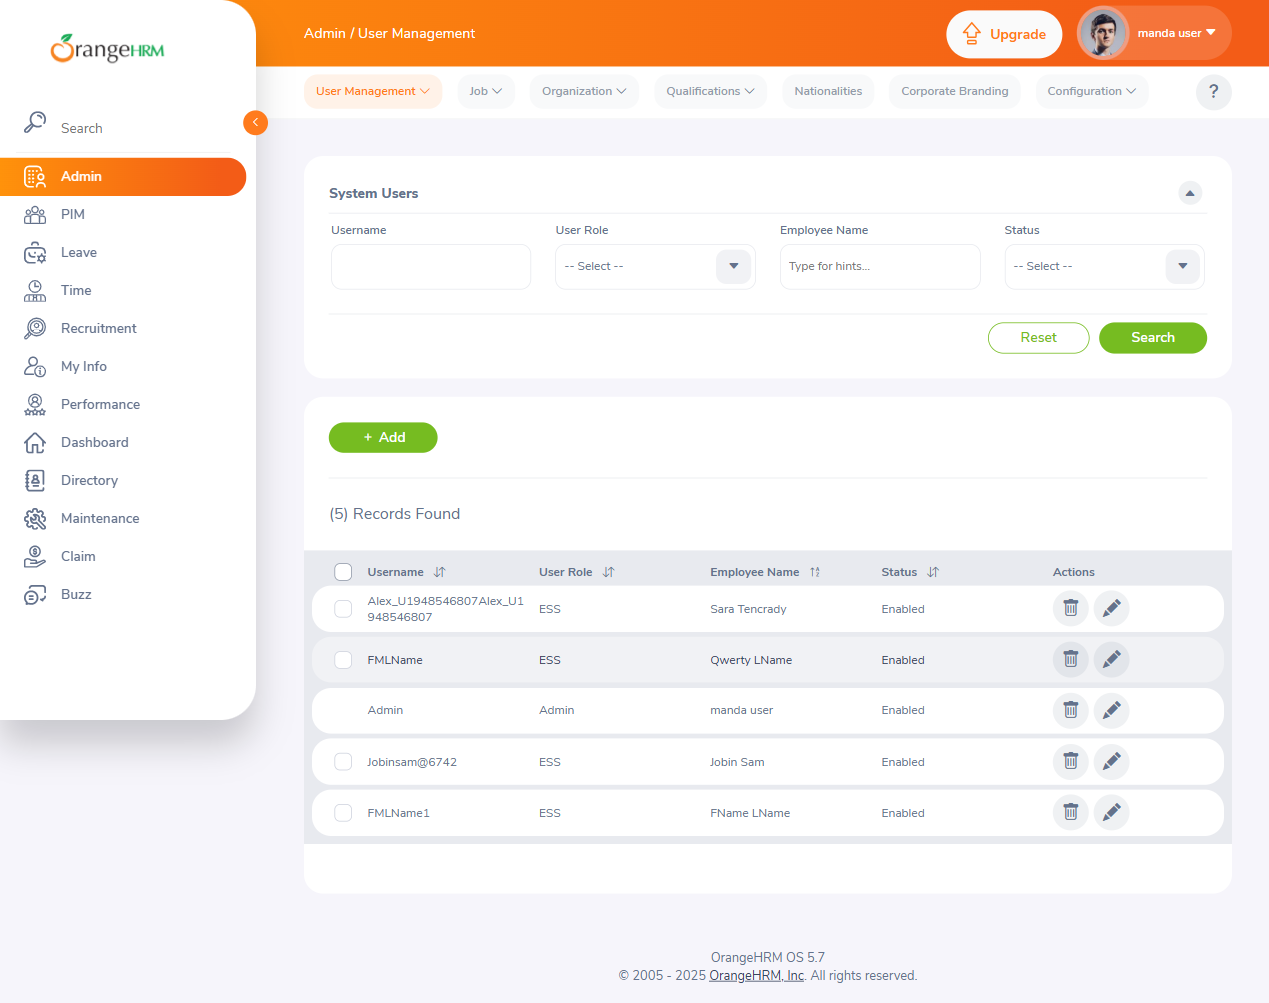 OrangeHRM
Admin / User Management
Upgrade
manda user
User Management
Job
Organization
Qualifications
Nationalities
Corporate Branding
Configuration
?
Search
Admin
PIM
Leave
Time
Recruitment
My Info
Performance
Dashboard
Directory
Maintenance
Claim
Buzz
System Users
Username
User Role
Employee Name
Status
-- Select --
Type for hints...
-- Select --
Reset
Search
+ Add
(5) Records Found
Username User Role Employee Name Status Actions
Alex_U1948546807Alex_U1
948546807
ESS Sara Tencrady Enabled
FMLName ESS Qwerty LName Enabled
Admin Admin manda user Enabled
Jobinsam@6742 ESS Jobin Sam Enabled
FMLName1 ESS FName LName Enabled
OrangeHRM OS 5.7
© 2005 - 2025 OrangeHRM, Inc. All rights reserved.